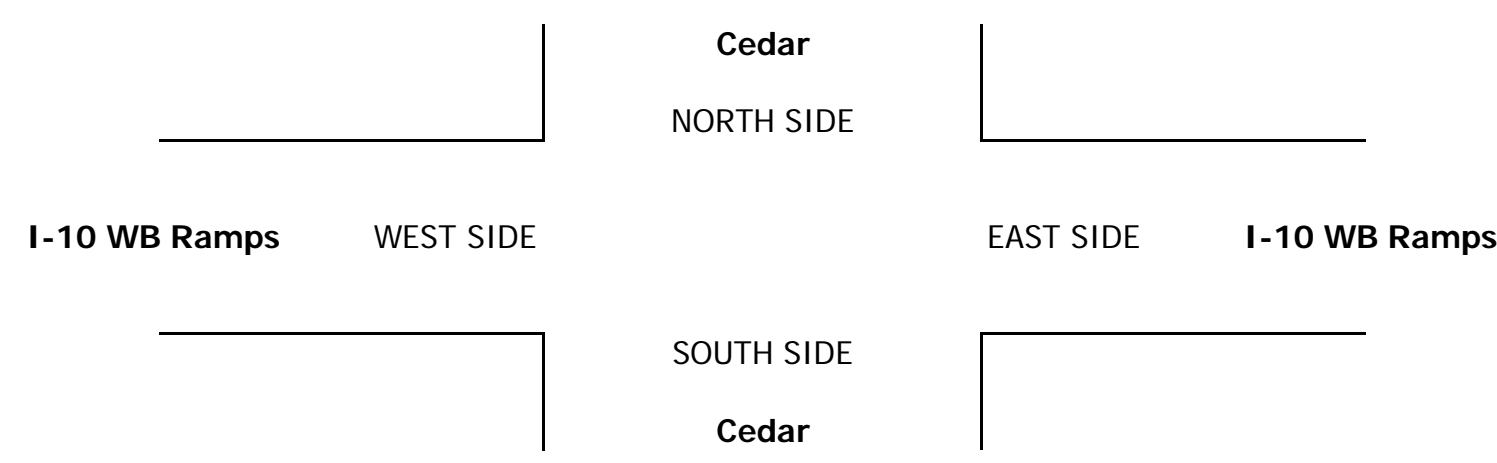 Cedar
NORTH SIDE
I-10 WB Ramps WEST SIDE EAST SIDE I-10 WB Ramps
SOUTH SIDE
Cedar